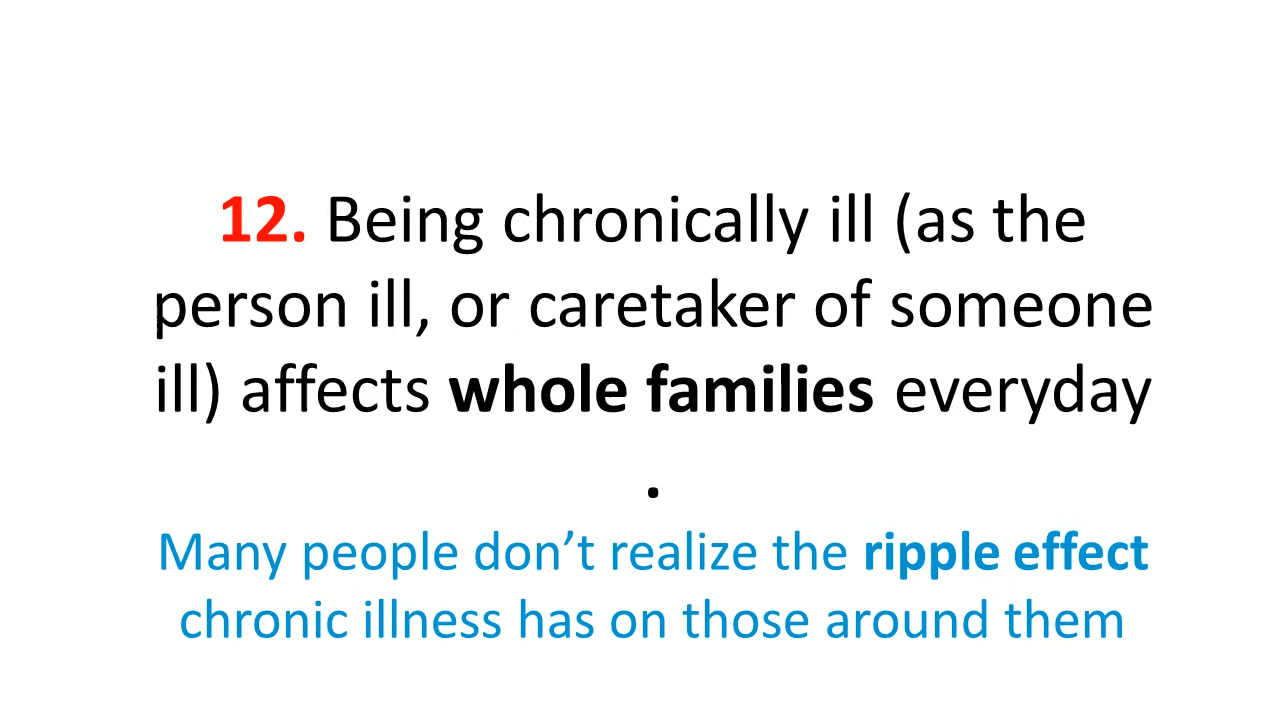 12. Being chronically ill (as the
person ill, or caretaker of someone
ill) affects whole families everyday
.
Many people don’t realize the ripple effect
chronic illness has on those around them